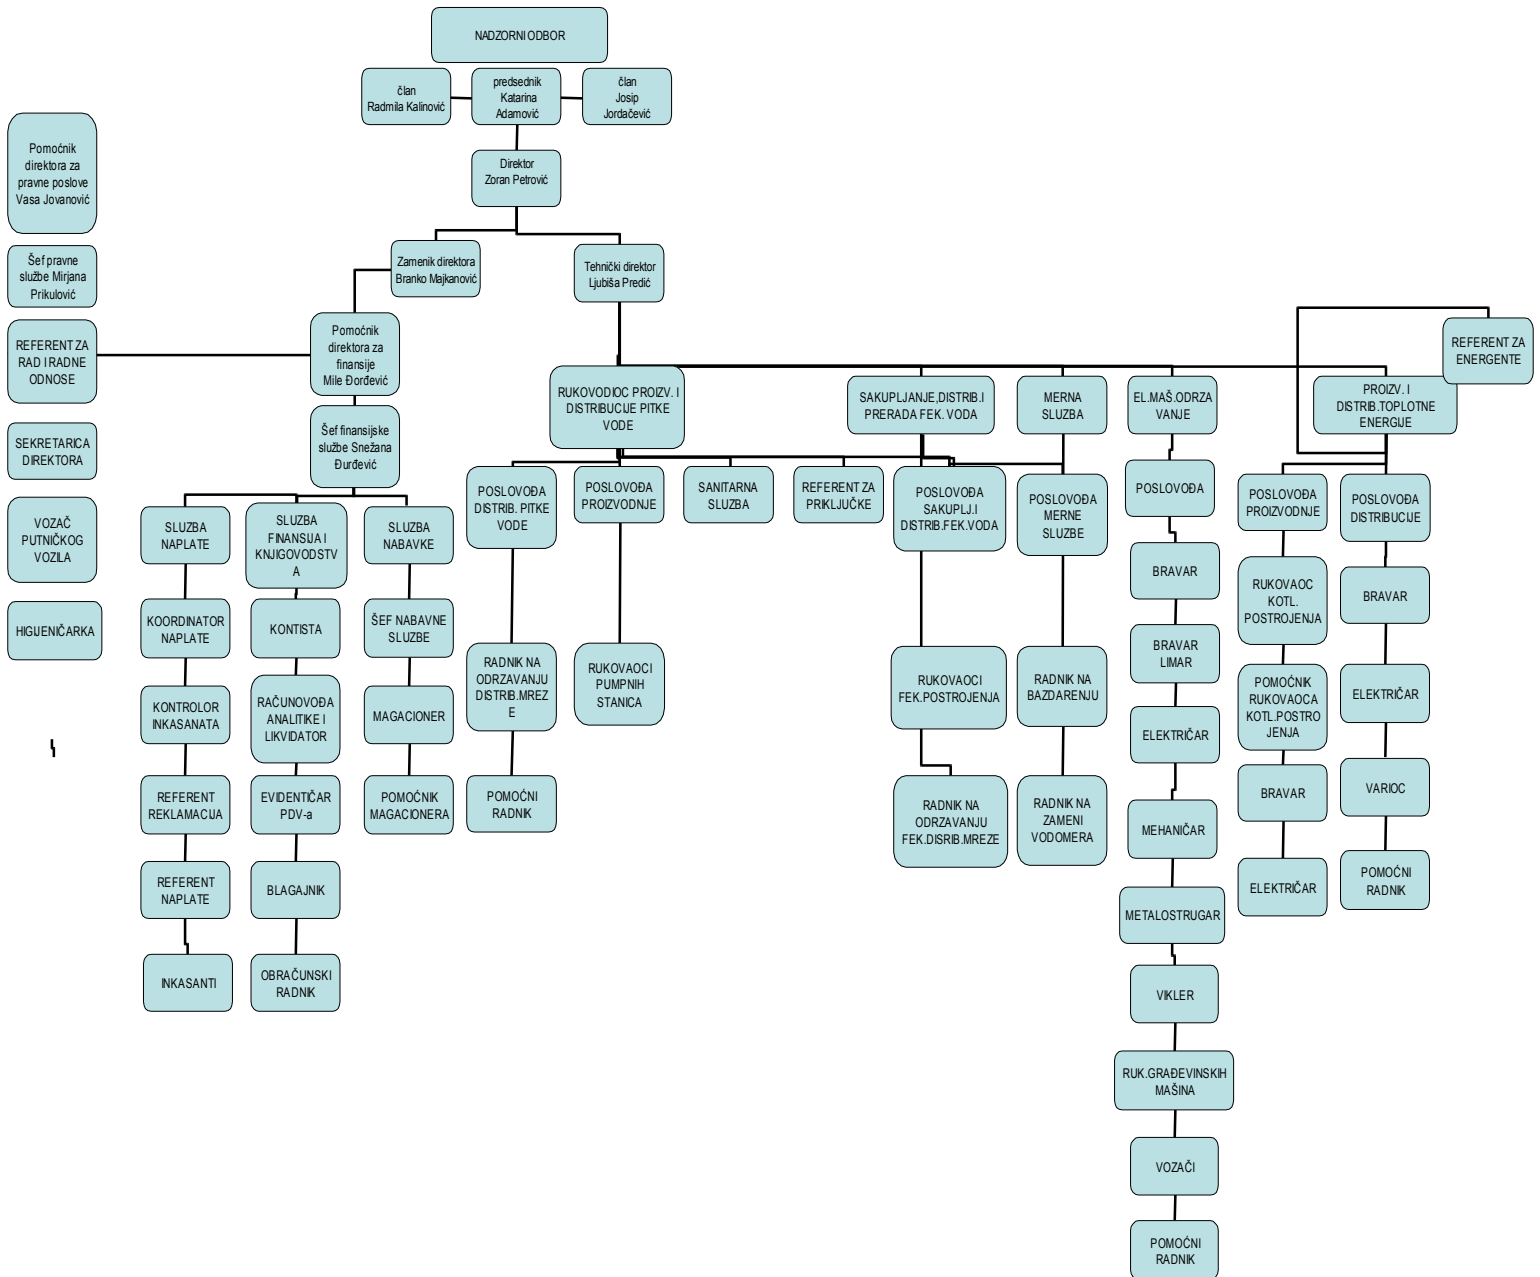 NADZORNI ODBOR
član
Radmila Kalinović
predsednik
Katarina
Adamović
član
Josip
Jordačević
Direktor
Zoran Petrović
Pomoćnik
direktora za
pravne poslove
Vasa Jovanović
Šef pravne
službe Mirjana
Prikulović
REFERENT ZA
RAD I RADNE
ODNOSE
SEKRETARICA
DIREKTORA
VOZAČ
PUTNIČKOG
VOZILA
HIGIJENIČARKA
Zamenik direktora
Branko Majkanović
Tehnički direktor
Ljubiša Predić
Pomoćnik
direktora za
finansije
Mile Đorđević
Šef finansijske
službe Snežana
Đurđević
RUKOVODIOC PROIZV. I
DISTRIBUCIJE PITKE
VODE
SAKUPLJANJE,DISTRIB.I
PRERADA FEK. VODA
MERNA
SLUZBA
EL.MAŠ.ODRZA
VANJE
PROIZV. I
DISTRIB.TOPLOTNE
ENERGIJE
REFERENT ZA
ENERGENTE
SLUZBA
NAPLATE
KOORDINATOR
NAPLATE
KONTROLOR
INKASANATA
REFERENT
REKLAMACIJA
REFERENT
NAPLATE
INKASANTI
SLUZBA
FINANSIJA I
KNJIGOVODSTV
A
KONTISTA
RAČUNOVOĐA
ANALITIKE I
LIKVIDATOR
EVIDENTIČAR
PDV-a
BLAGAJNIK
OBRAČUNSKI
RADNIK
SLUZBA
NABAVKE
ŠEF NABAVNE
SLUZBE
MAGACIONER
POMOĆNIK
MAGACIONERA
POSLOVOĐA
DISTRIB. PITKE
VODE
RADNIK NA
ODRZAVANJU
DISTRIB.MREZ
E
POMOĆNI
RADNIK
POSLOVOĐA
PROIZVODNJE
RUKOVAOCI
PUMPNIH
STANICA
SANITARNA
SLUZBA
REFERENT ZA
PRIKLJUČKE
POSLOVOĐA
SAKUPLJ.I
DISTRIB.FEK.VODA
RUKOVAOCI
FEK.POSTROJENJA
RADNIK NA
ODRZAVANJU
FEK.DISRIB.MREZE
POSLOVOĐA
MERNE
SLUZBE
RADNIK NA
BAZDARENJU
RADNIK NA
ZAMENI
VODOMERA
POSLOVOĐA
BRAVAR
BRAVAR
LIMAR
ELEKTRIČAR
MEHANIČAR
METALOSTRUGAR
VIKLER
RUK.GRAĐEVINSKIH
MAŠINA
VOZAČI
POMOĆNI
RADNIK
POSLOVOĐA
PROIZVODNJE
RUKOVAOC
KOTL.
POSTROJENJA
POMOĆNIK
RUKOVAOCA
KOTL.POSTRO
JENJA
BRAVAR
ELEKTRIČAR
POSLOVOĐA
DISTRIBUCIJE
BRAVAR
ELEKTRIČAR
VARIOC
POMOĆNI
RADNIK